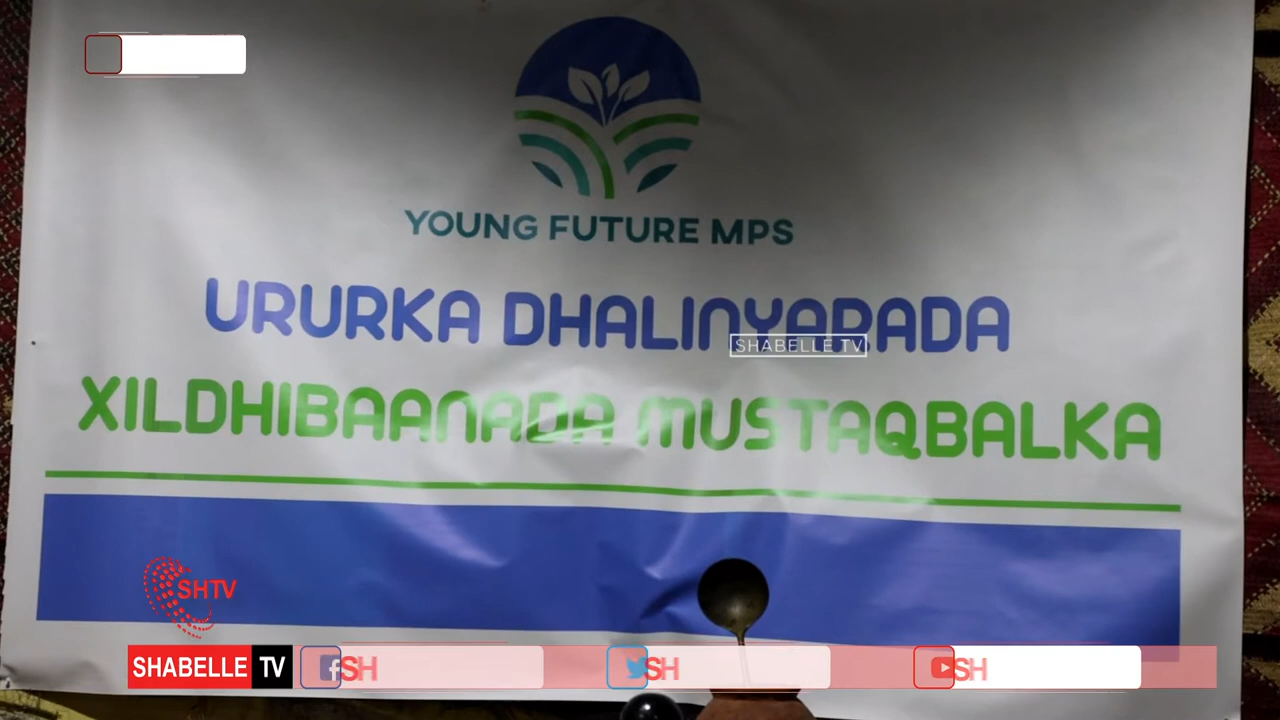 YOUNG FUTURE MPS
URURKA DHALINYARADA
SHABELLE TV
XILDHIBAANADA MUSTAQBALKA
SHTV
SHABELLE TV
SH
SH
SH